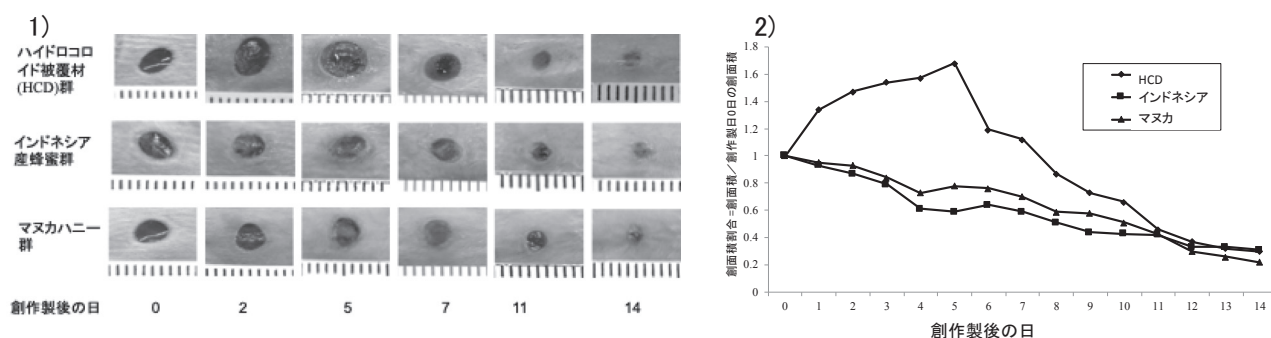 1)
ハイドロコロ
イド被覆材
(HCD)群
インドネシア
産蜂蜜群
マヌカハニー
群
創作製後の日 0 2 5 7 11 14
2)
創面積割合=創面積/創作製日0日の創面積
1.8
1.6
1.4
1.2
1
0.8
0.6
0.4
0.2
0
HCD
インドネシア
マヌカ
0 1 2 3 4 5 6 7 8 9 10 11 12 13 14
創作製後の日